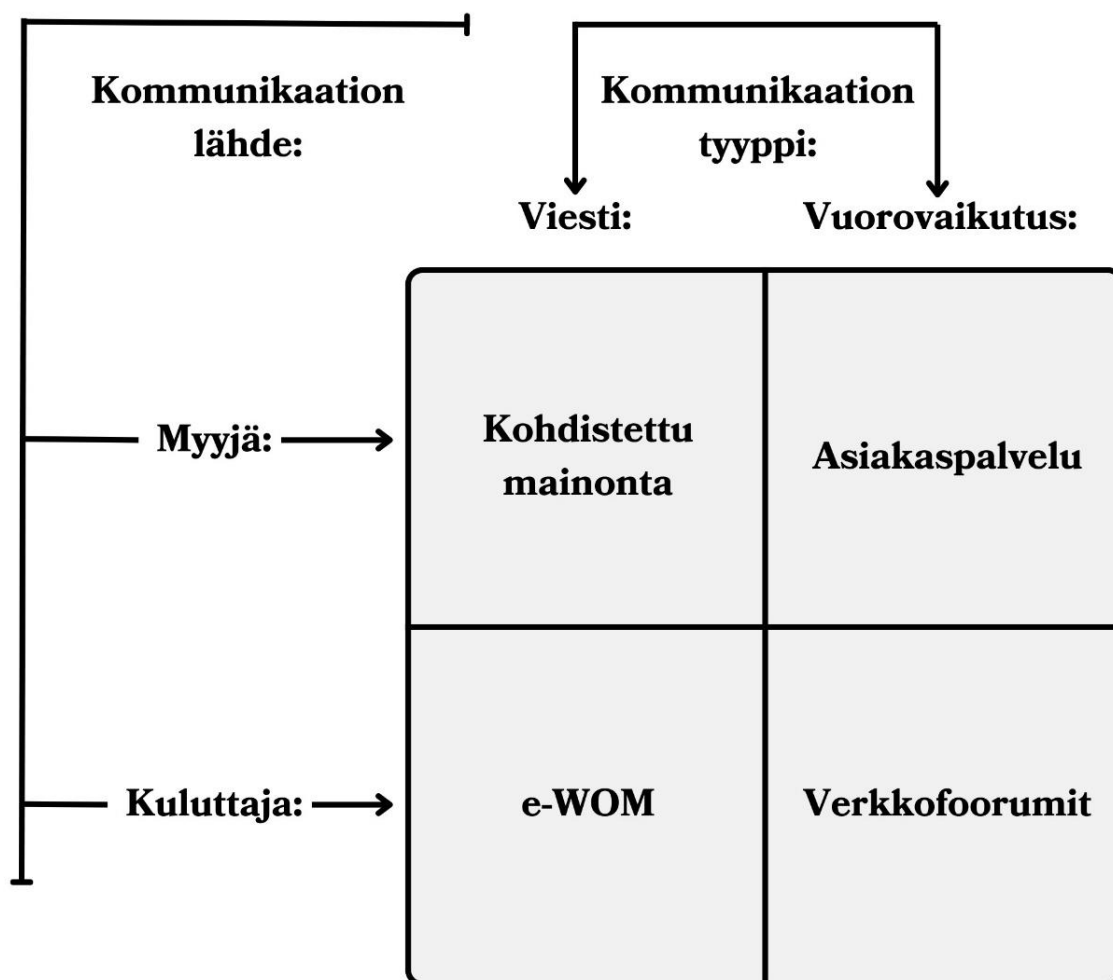 Kommunikaation
lähde:
Kommunikaation
tyyppi:
Viesti:
Vuorovaikutus:
Myyjä:
Kohdistettu
mainonta
Asiakaspalvelu
Kuluttaja:
e-WOM
Verkkofoorumit